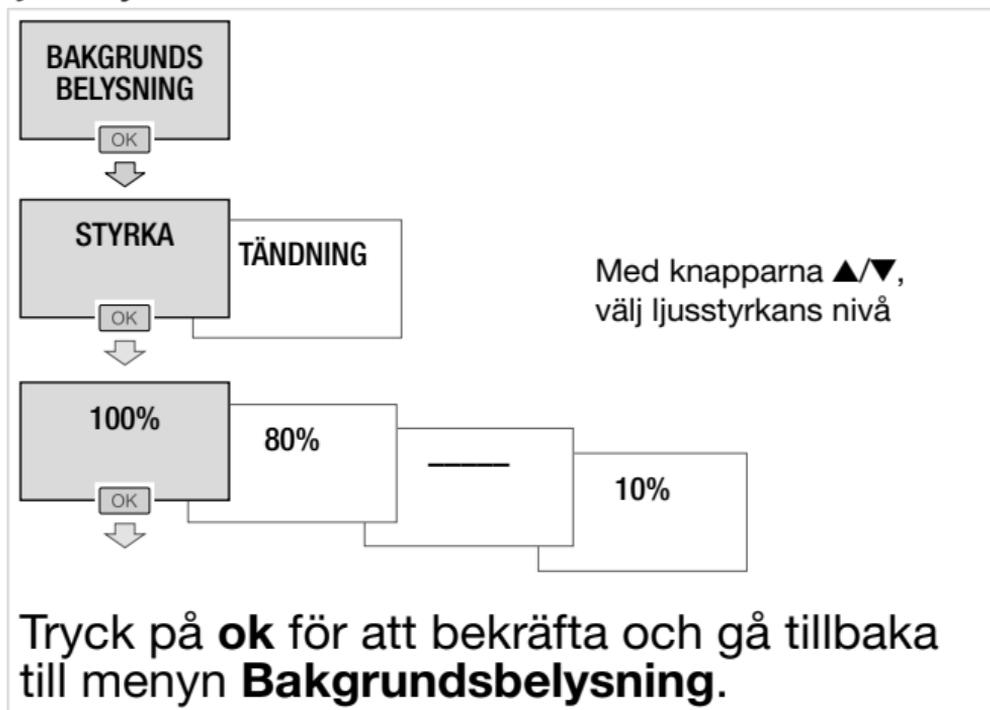 BAKGRUNDS
BELYSNING
OK
STYRKA
TÄNDNING
OK
Med knapparna ▲/▼,
välj ljusstyrkans nivå
100%
80%
_____
10%
OK
Tryck på ok för att bekräfta och gå tillbaka
till menyn Bakgrundsbelysning.